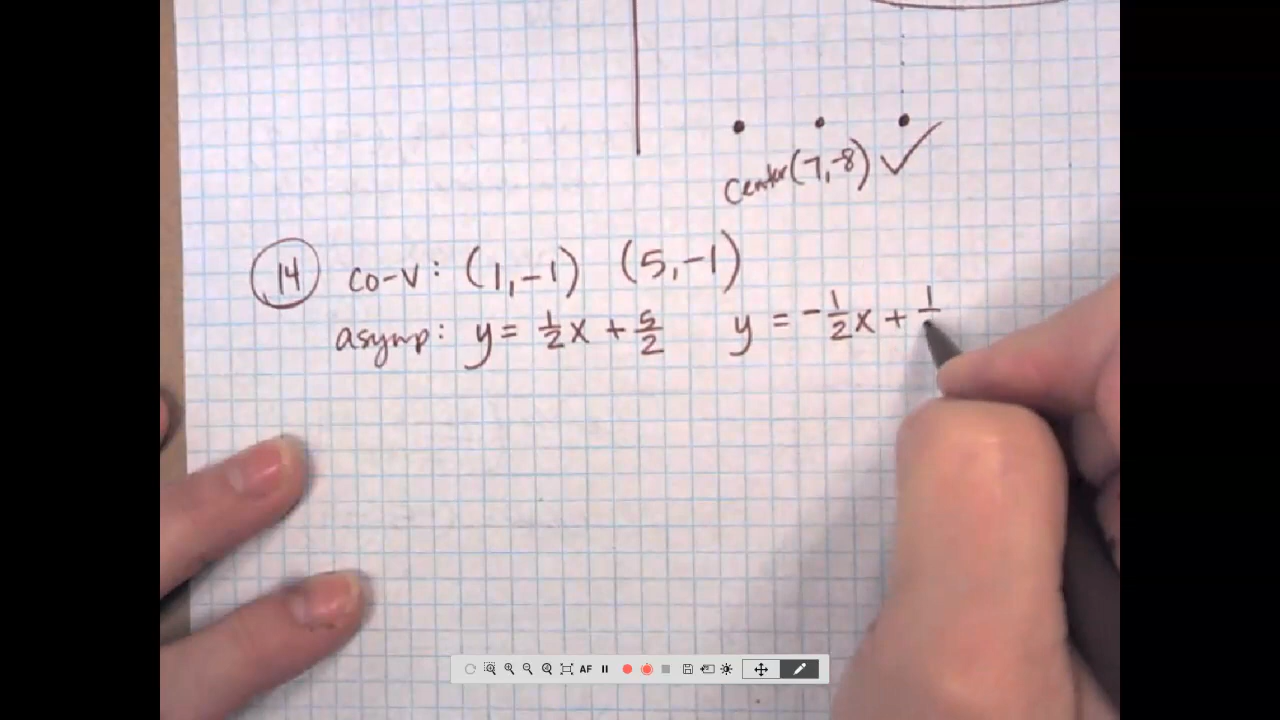 center (7,-8) ✓
14 co-v: (1,-1) (5,-1)
asymp: y = 1/2x + 5/2 y = -1/2x + 1/
AF